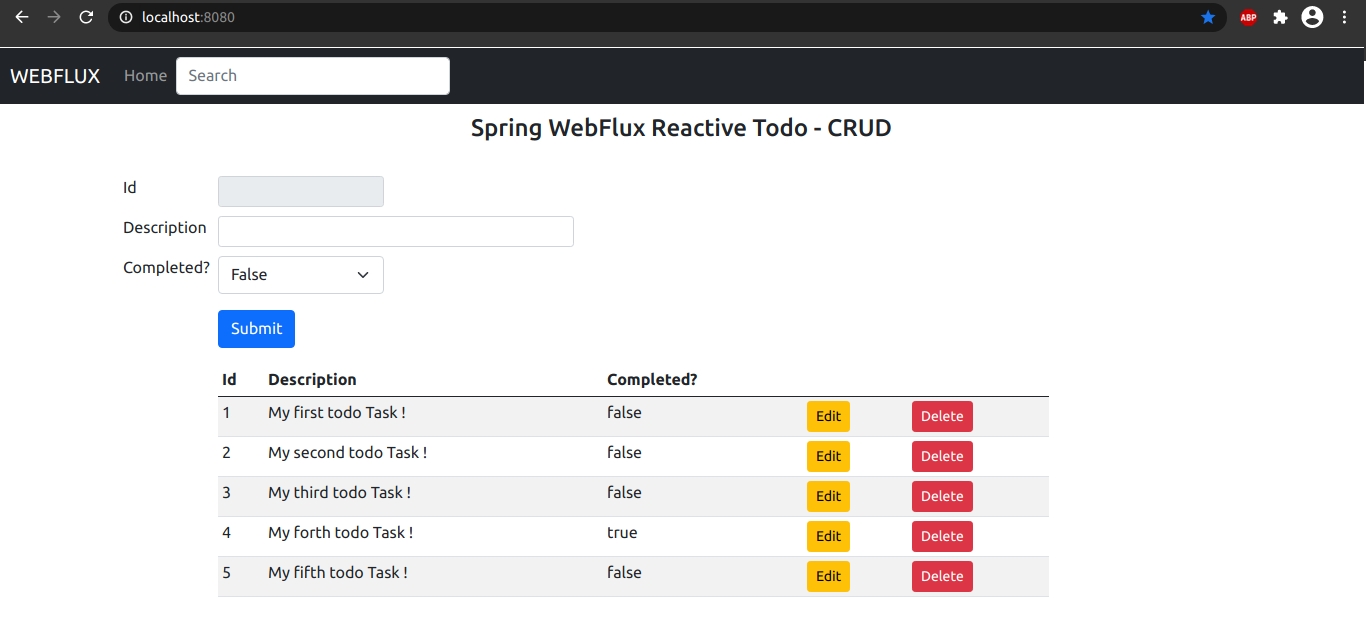 localhost:8080
ABP
WEBFLUX Home Search
Spring WebFlux Reactive Todo - CRUD
Id
Description
Completed? False
Submit
Id Description Completed?
1 My first todo Task ! false Edit Delete
2 My second todo Task ! false Edit Delete
3 My third todo Task ! false Edit Delete
4 My forth todo Task ! true Edit Delete
5 My fifth todo Task ! false Edit Delete